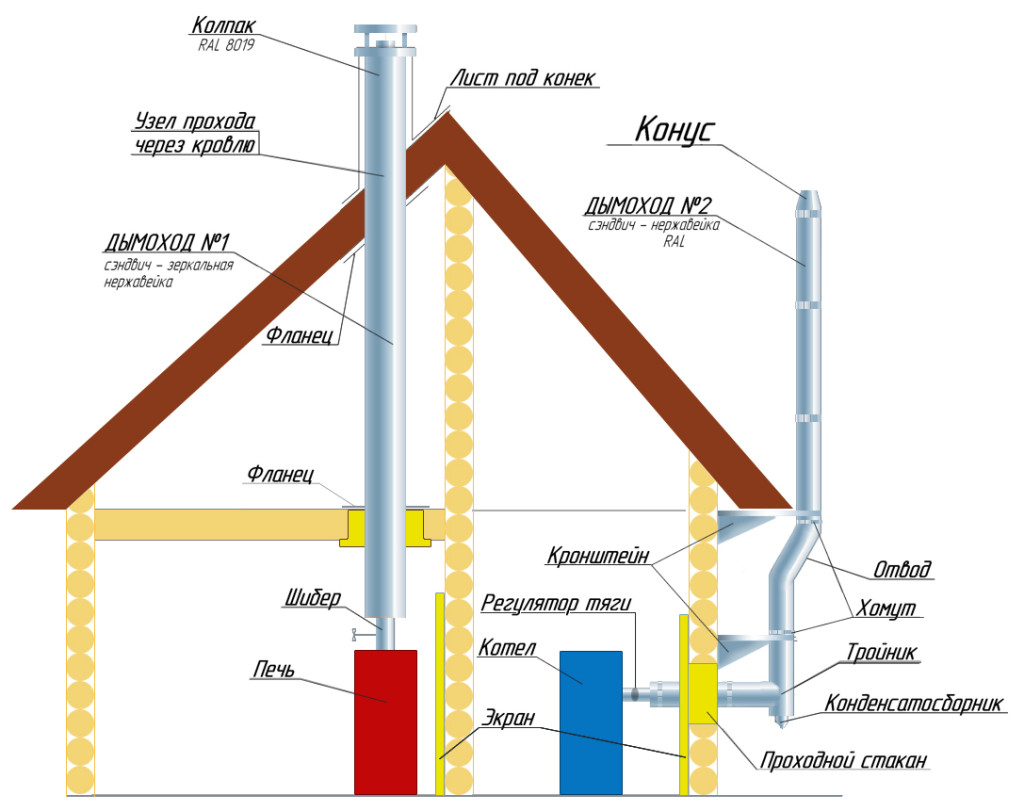 Колпак
RAL 8019
Лист под конек
Узел прохода
через кровлю
Конус
ДЫМОХОД №2
сэндвич - нержавейка
RAL
ДЫМОХОД №1
сэндвич - зеркальная
нержавейка
Фланец
Фланец
Кронштейн
Отвод
Шибер
Регулятор тяги
Хомут
Котел
Тройник
Печь
Конденсатосборник
Экран
Проходной стакан